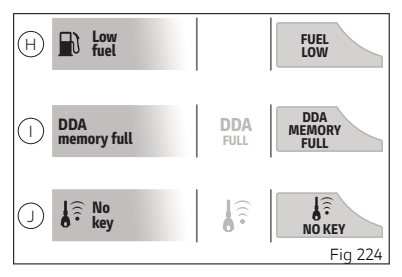 H
Low
fuel
FUEL
LOW
I
DDA
memory full
DDA
FULL
DDA
MEMORY
FULL
J
No
key
NO KEY
Fig 224